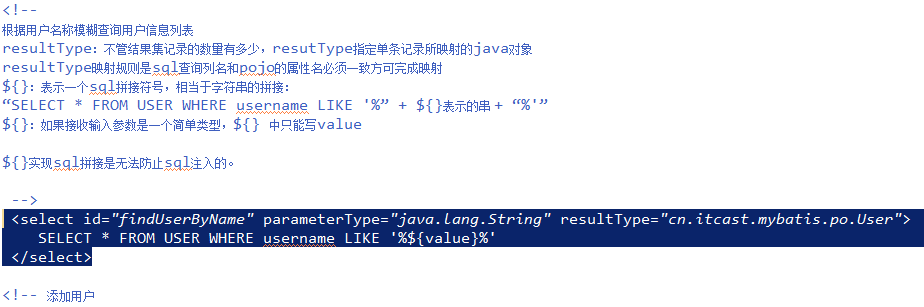 <!--
根据用户名称模糊查询用户信息列表
resultType：不管结果集记录的数量有多少，resutType指定单条记录所映射的java对象
resultType映射规则是sql查询列名和pojo的属性名必须一致方可完成映射
${}：表示一个sql拼接符号，相当于字符串的拼接：
“SELECT * FROM USER WHERE username LIKE '%” + ${}表示的串 + “%'”
${}：如果接收输入参数是一个简单类型，${} 中只能写value
${}实现sql拼接是无法防止sql注入的。
-->
<select id="findUserByName" parameterType="java.lang.String" resultType="cn.itcast.mybatis.po.User">
SELECT * FROM USER WHERE username LIKE '%${value}%'
</select>
<!-- 添加用户